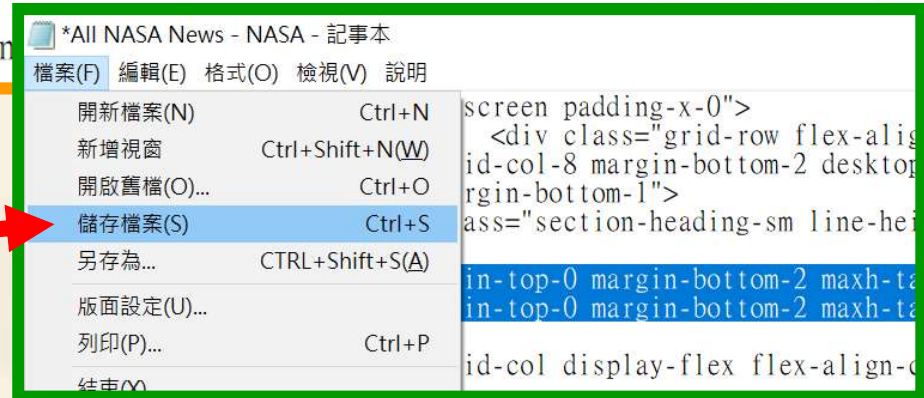 *All NASA News - NASA - 記事本
檔案(F) 編輯(E) 格式(O) 檢視(V) 說明
開新檔案(N) Ctrl+N
新增視窗 Ctrl+Shift+N(W)
開啟舊檔(O)... Ctrl+O
儲存檔案(S) Ctrl+S
另存為... CTRL+Shift+S(A)
版面設定(U)...
列印(P)... Ctrl+P
結束(X)
screen padding-x-0">
<div class="grid-row flex-alig
id-col-8 margin-bottom-2 desktop
rgin-bottom-1">
ass="section-heading-sm line-hei
in-top-0 margin-bottom-2 maxh-ta
in-top-0 margin-bottom-2 maxh-ta
id-col display-flex flex-align-c